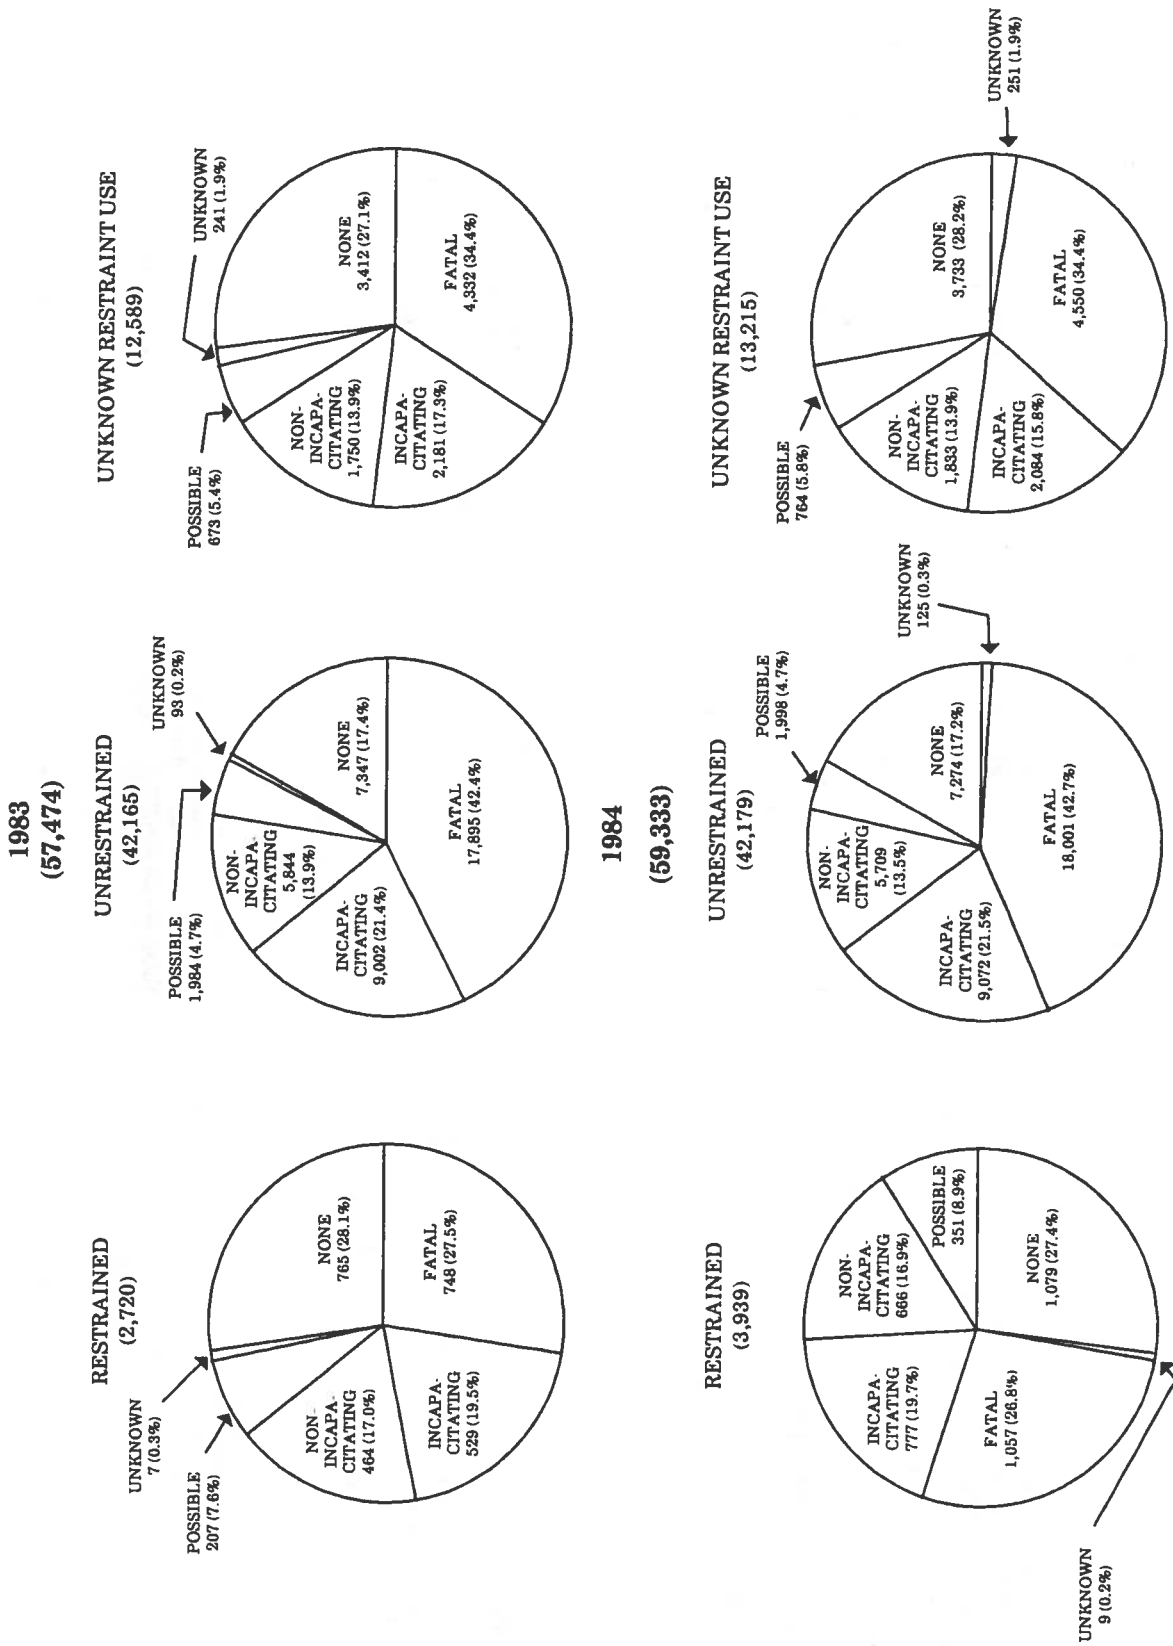 1983
(57,474)
RESTRAINED
(2,720)
UNKNOWN
7 (0.3%)
POSSIBLE
207 (7.6%)
NONE
765 (28.1%)
NON-
INCAPA-
CITATING
464 (17.0%)
INCAPA-
CITATING
529 (19.5%)
FATAL
748 (27.5%)
UNRESTRAINED
(42,165)
POSSIBLE
1,984 (4.7%)
UNKNOWN
93 (0.2%)
NON-
INCAPA-
CITATING
5,844
(13.9%)
NONE
7,347 (17.4%)
INCAPA-
CITATING
9,002 (21.4%)
FATAL
17,895 (42.4%)
UNKNOWN RESTRAINT USE
(12,589)
POSSIBLE
673 (5.4%)
UNKNOWN
241 (1.9%)
NON-
INCAPA-
CITATING
1,750 (13.9%)
NONE
3,412 (27.1%)
INCAPA-
CITATING
2,181 (17.3%)
FATAL
4,332 (34.4%)
1984
(59,333)
RESTRAINED
(3,939)
NON-
INCAPA-
CITATING
666 (16.9%)
INCAPA-
CITATING
777 (19.7%)
POSSIBLE
351 (8.9%)
FATAL
1,057 (26.8%)
NONE
1,079 (27.4%)
UNKNOWN
9 (0.2%)
UNRESTRAINED
(42,179)
POSSIBLE
1,998 (4.7%)
NON-
INCAPA-
CITATING
5,709
(13.5%)
UNKNOWN
125 (0.3%)
NONE
7,274 (17.2%)
INCAPA-
CITATING
9,072 (21.5%)
FATAL
18,001 (42.7%)
UNKNOWN RESTRAINT USE
(13,215)
POSSIBLE
764 (5.8%)
NON-
INCAPA-
CITATING
1,833 (13.9%)
NONE
3,733 (28.2%)
UNKNOWN
251 (1.9%)
INCAPA-
CITATING
2,084 (15.8%)
FATAL
4,550 (34.4%)